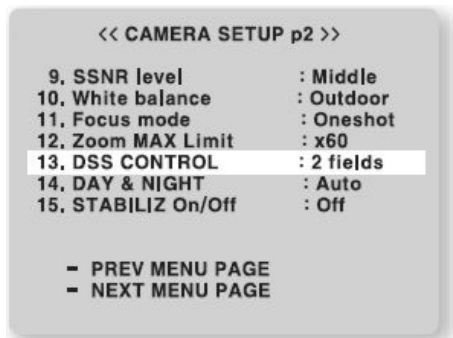 << CAMERA SETUP p2 >>
9. SSNR level : Middle
10. White balance : Outdoor
11. Focus mode : Oneshot
12. Zoom MAX Limit : x60
13. DSS CONTROL : 2 fields
14. DAY & NIGHT : Auto
15. STABILIZ On/Off : Off
- PREV MENU PAGE
- NEXT MENU PAGE